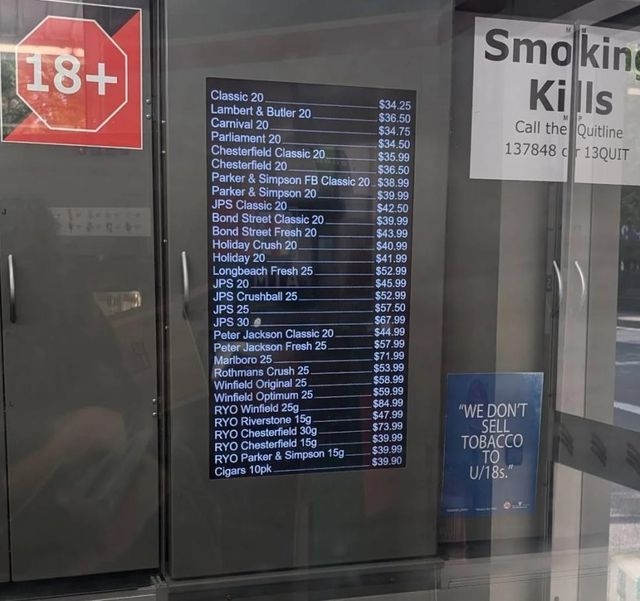 18+
Classic 20 $34.25
Lambert & Butler 20 $36.50
Carnival 20 $34.75
Parliament 20 $34.50
Chesterfield Classic 20 $35.99
Chesterfield 20 $36.50
Parker & Simpson FB Classic 20 $38.99
Parker & Simpson 20 $39.99
JPS Classic 20 $42.50
Bond Street Classic 20 $39.99
Bond Street Fresh 20 $43.99
Holiday Crush 20 $40.99
Holiday 20 $41.99
Longbeach Fresh 25 $52.99
JPS 20 $45.99
JPS Crushball 25 $52.99
JPS 25 $57.50
JPS 30 $67.99
Peter Jackson Classic 20 $44.99
Peter Jackson Fresh 25 $57.99
Marlboro 25 $71.99
Rothmans Crush 25 $53.99
Winfield Original 25 $58.99
Winfield Optimum 25 $59.99
RYO Winfield 25g $84.99
RYO Riverstone 15g $47.99
RYO Chesterfield 30g $73.99
RYO Chesterfield 15g $39.99
RYO Parker & Simpson 15g $39.99
Cigars 10pk $39.90
Smoking
Kills
Call the Quitline
137848 or 13QUIT
"WE DON'T
SELL
TOBACCO
TO
U/18s."